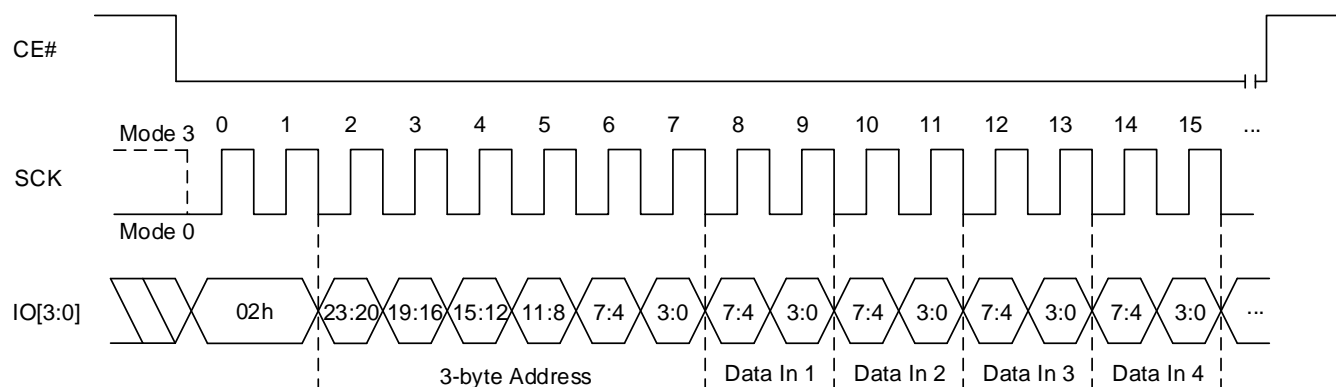 CE#
0 1 2 3 4 5 6 7 8 9 10 11 12 13 14 15 ...
Mode 3
SCK
Mode 0
IO[3:0] 02h 23:20 19:16 15:12 11:8 7:4 3:0 7:4 3:0 7:4 3:0 7:4 3:0 7:4 3:0 ...
3-byte Address Data In 1 Data In 2 Data In 3 Data In 4